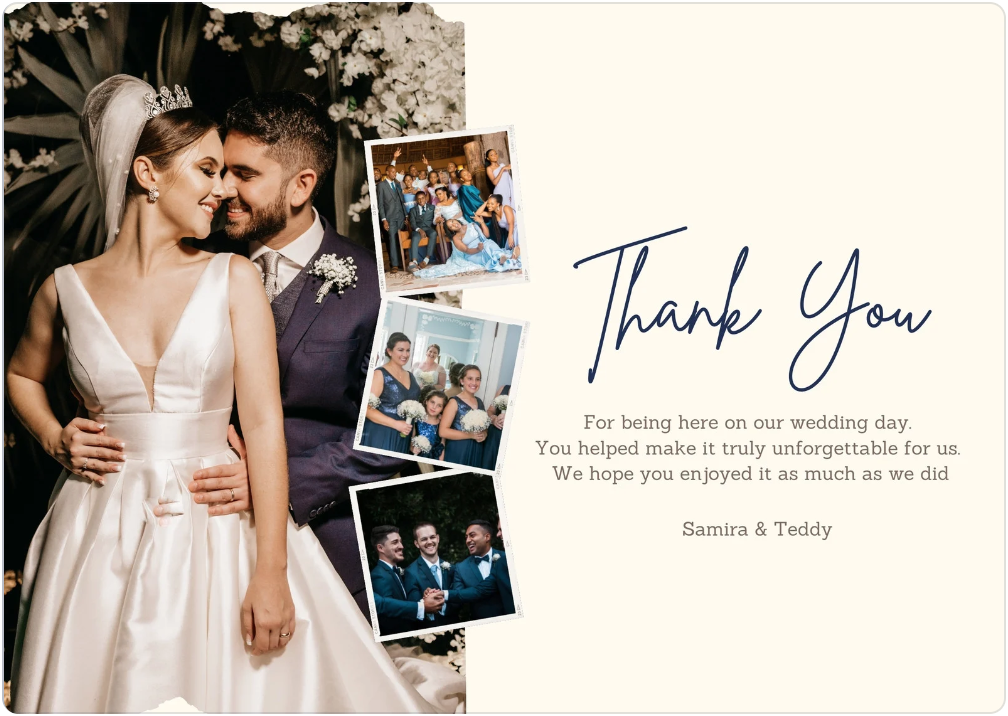 Thank You
For being here on our wedding day.
You helped make it truly unforgettable for us.
We hope you enjoyed it as much as we did
Samira & Teddy